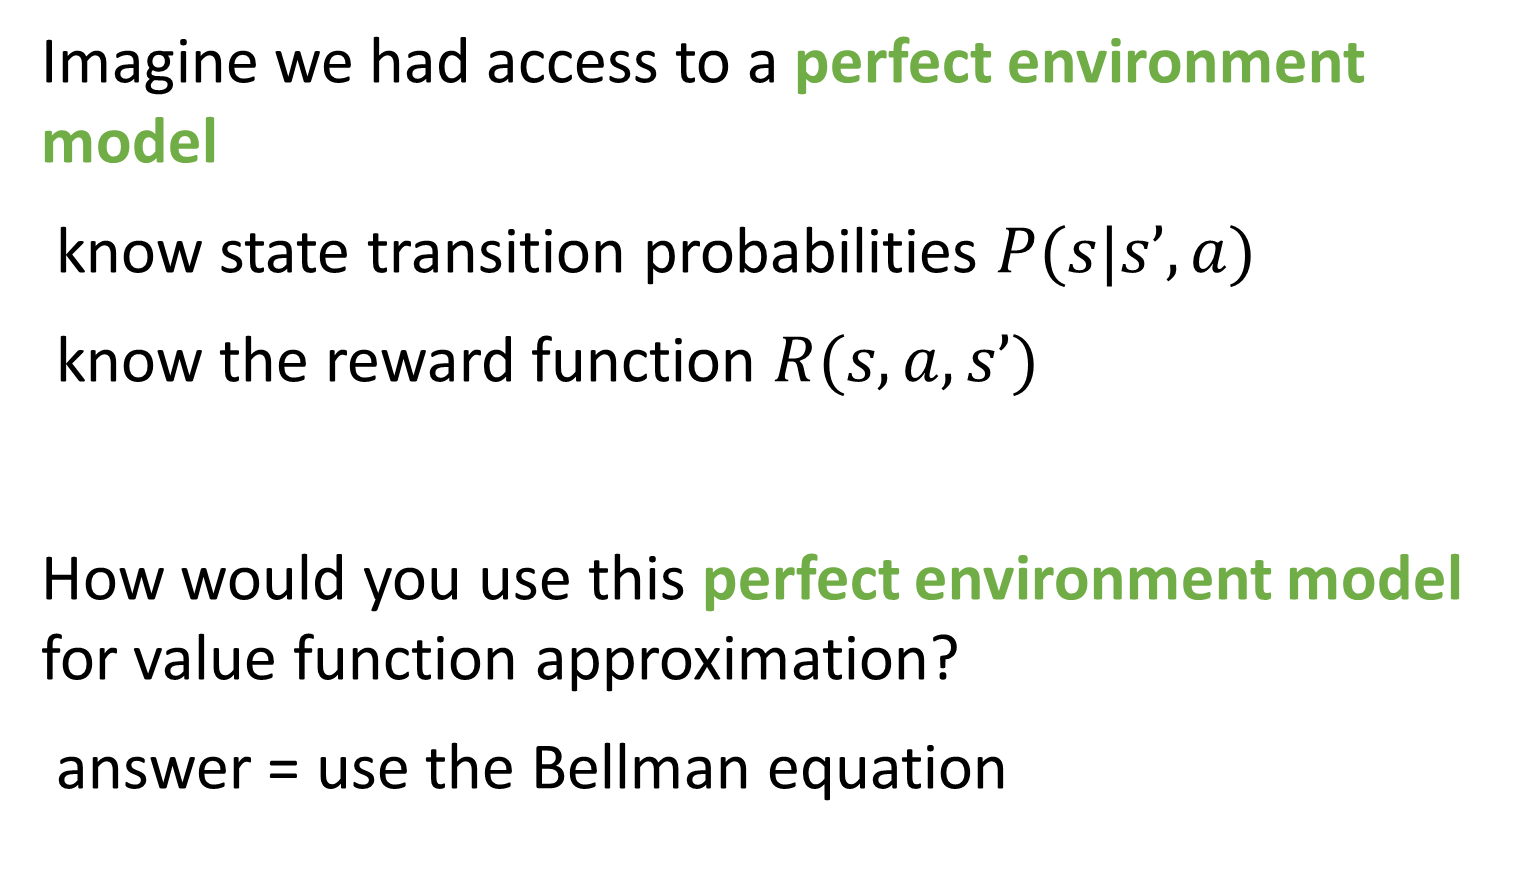 Imagine we had access to a perfect environment
model
know state transition probabilities P(s|s’, a)
know the reward function R(s, a, s’)
How would you use this perfect environment model
for value function approximation?
answer = use the Bellman equation